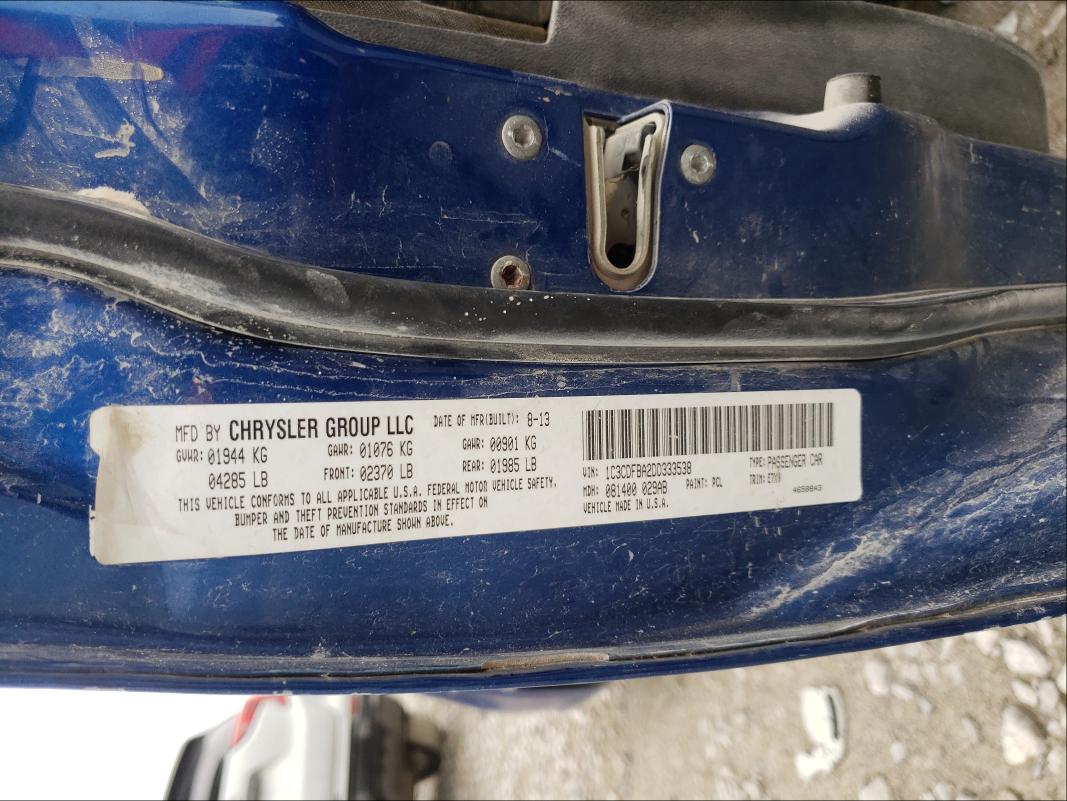 MFD BY CHRYSLER GROUP LLC DATE OF MFR(BUILT): 8-13
GVWR: 01944 KG GAWR: 01076 KG GAWR: 00901 KG
04285 LB FRONT: 02370 LB REAR: 01985 LB
THIS VEHICLE CONFORMS TO ALL APPLICABLE U.S.A. FEDERAL MOTOR VEHICLE SAFETY,
BUMPER AND THEFT PREVENTION STANDARDS IN EFFECT ON
THE DATE OF MANUFACTURE SHOWN ABOVE.
VIN: 1C3CDFBA2DD333538 TYPE: PASSENGER CAR
MDH: 081400 029AB PAINT: PCL TRIM:
VEHICLE MADE IN U.S.A. 4658843